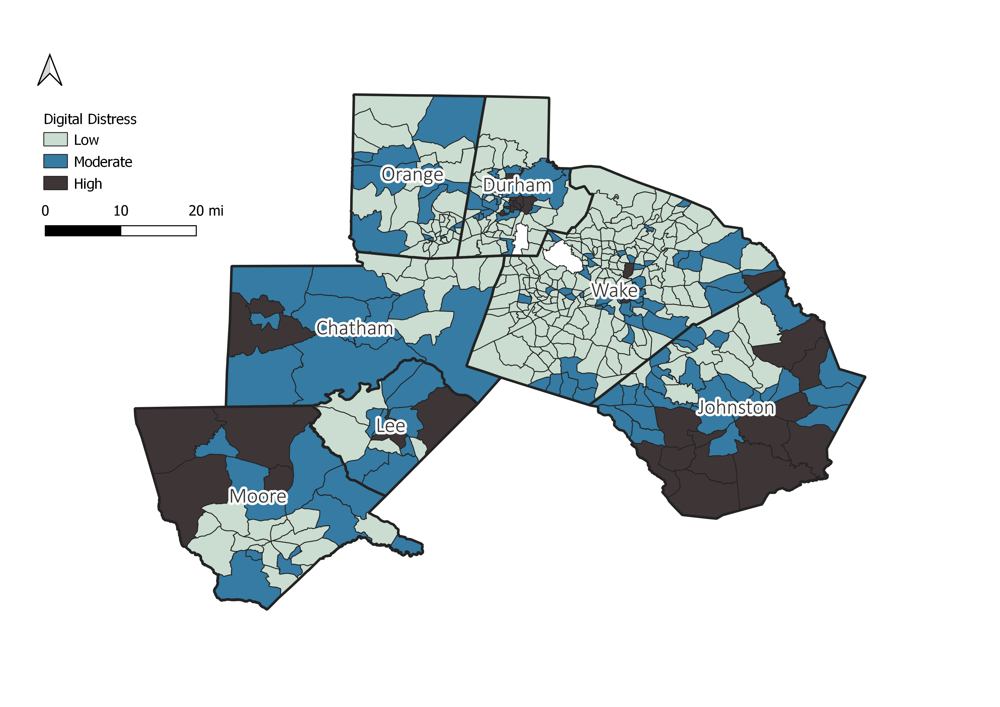 Digital Distress
Low
Moderate
High
0 10 20 mi
Orange
Durham
Wake
Chatham
Johnston
Lee
Moore